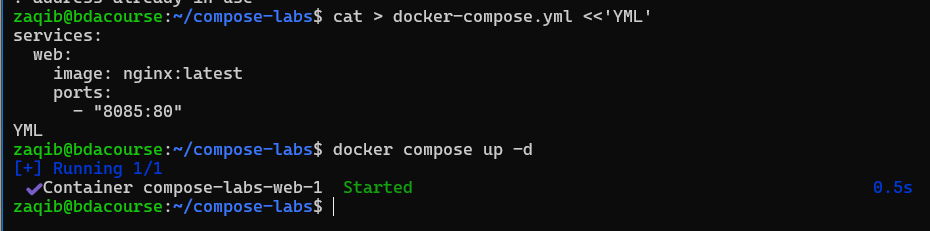 : address already in use
zaqib@bdacourse:~/compose-labs$ cat > docker-compose.yml <<'YML'
services:
  web:
    image: nginx:latest
    ports:
      - "8085:80"
YML
zaqib@bdacourse:~/compose-labs$ docker compose up -d
[+] Running 1/1
 ✔Container compose-labs-web-1  Started 0.5s
zaqib@bdacourse:~/compose-labs$